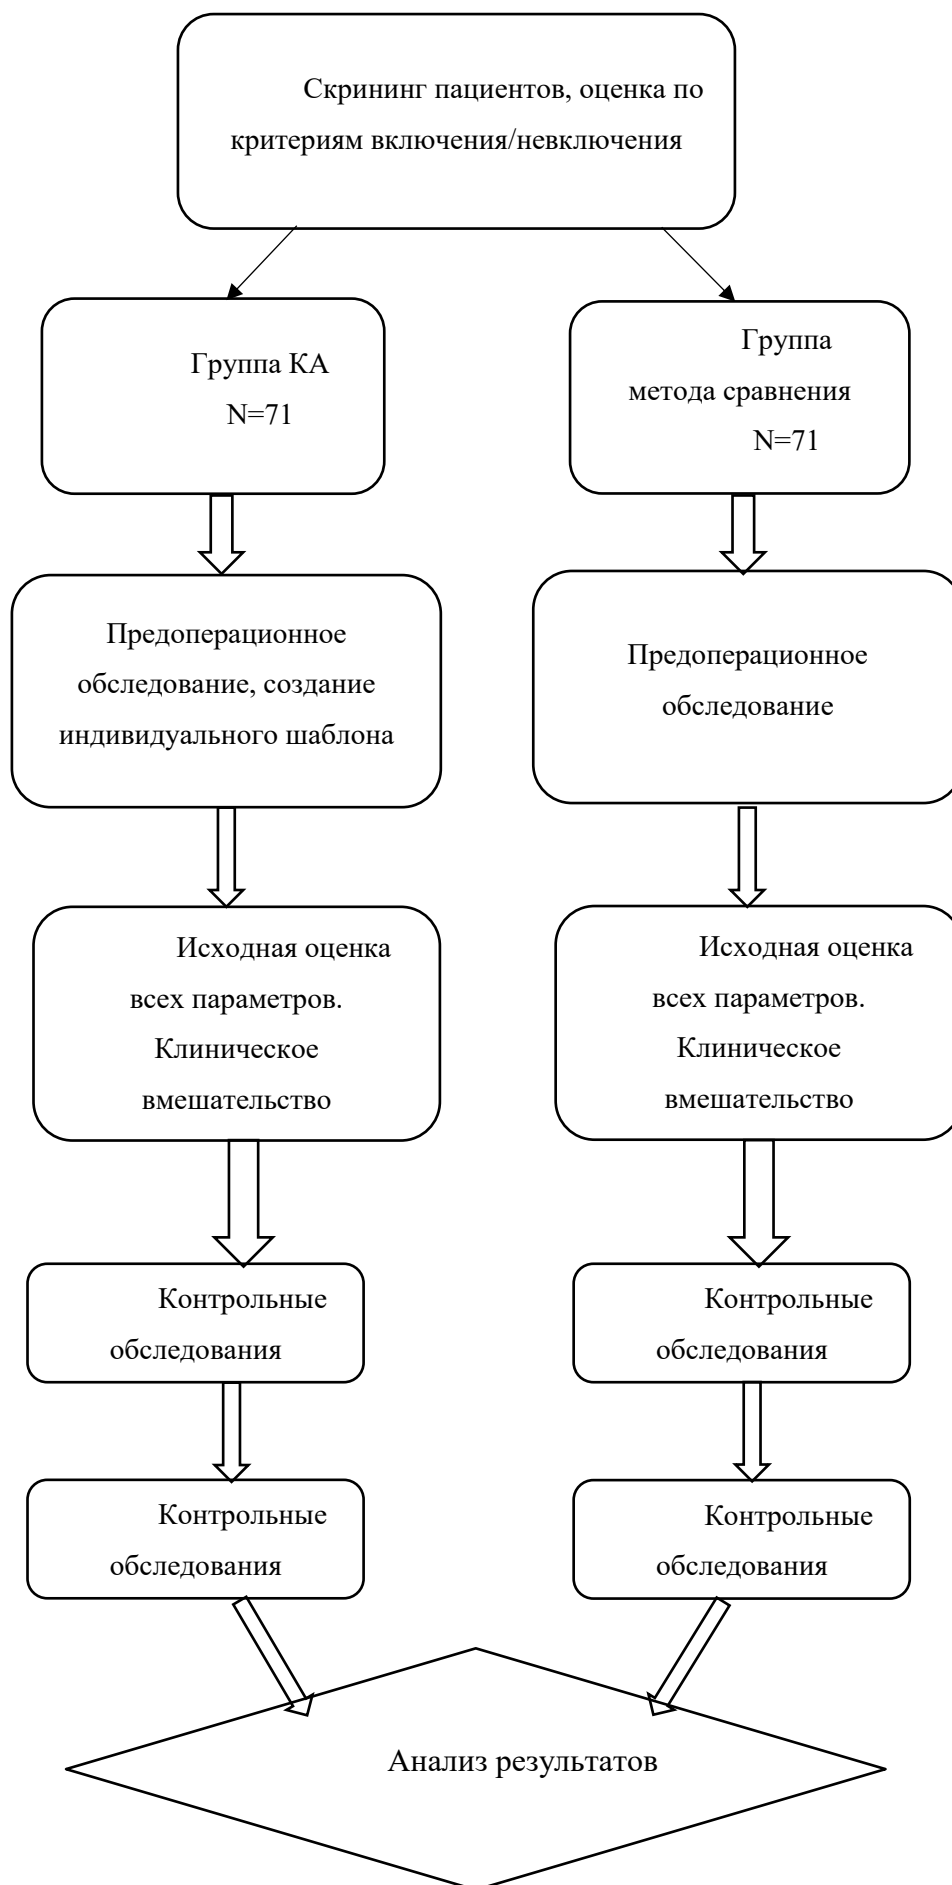 Скрининг пациентов, оценка по
критериям включения/невключения
Группа КА
N=71
Группа
метода сравнения
N=71
Предоперационное
обследование, создание
индивидуального шаблона
Предоперационное
обследование
Исходная оценка
всех параметров.
Клиническое
вмешательство
Исходная оценка
всех параметров.
Клиническое
вмешательство
Контрольные
обследования
Контрольные
обследования
Контрольные
обследования
Контрольные
обследования
Анализ результатов